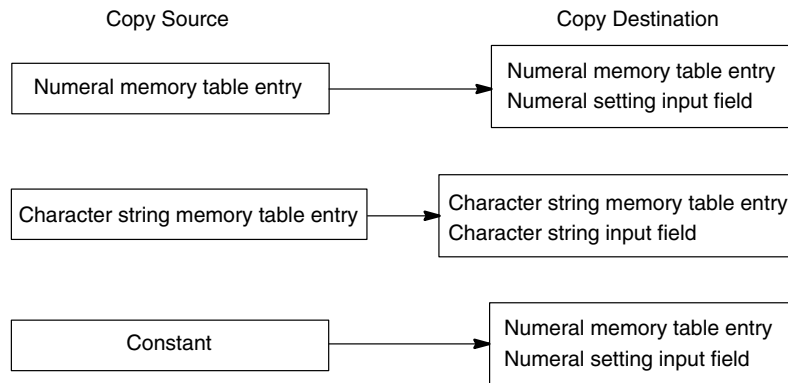 Copy Source
Copy Destination
Numeral memory table entry
Numeral memory table entry
Numeral setting input field
Character string memory table entry
Character string memory table entry
Character string input field
Constant
Numeral memory table entry
Numeral setting input field